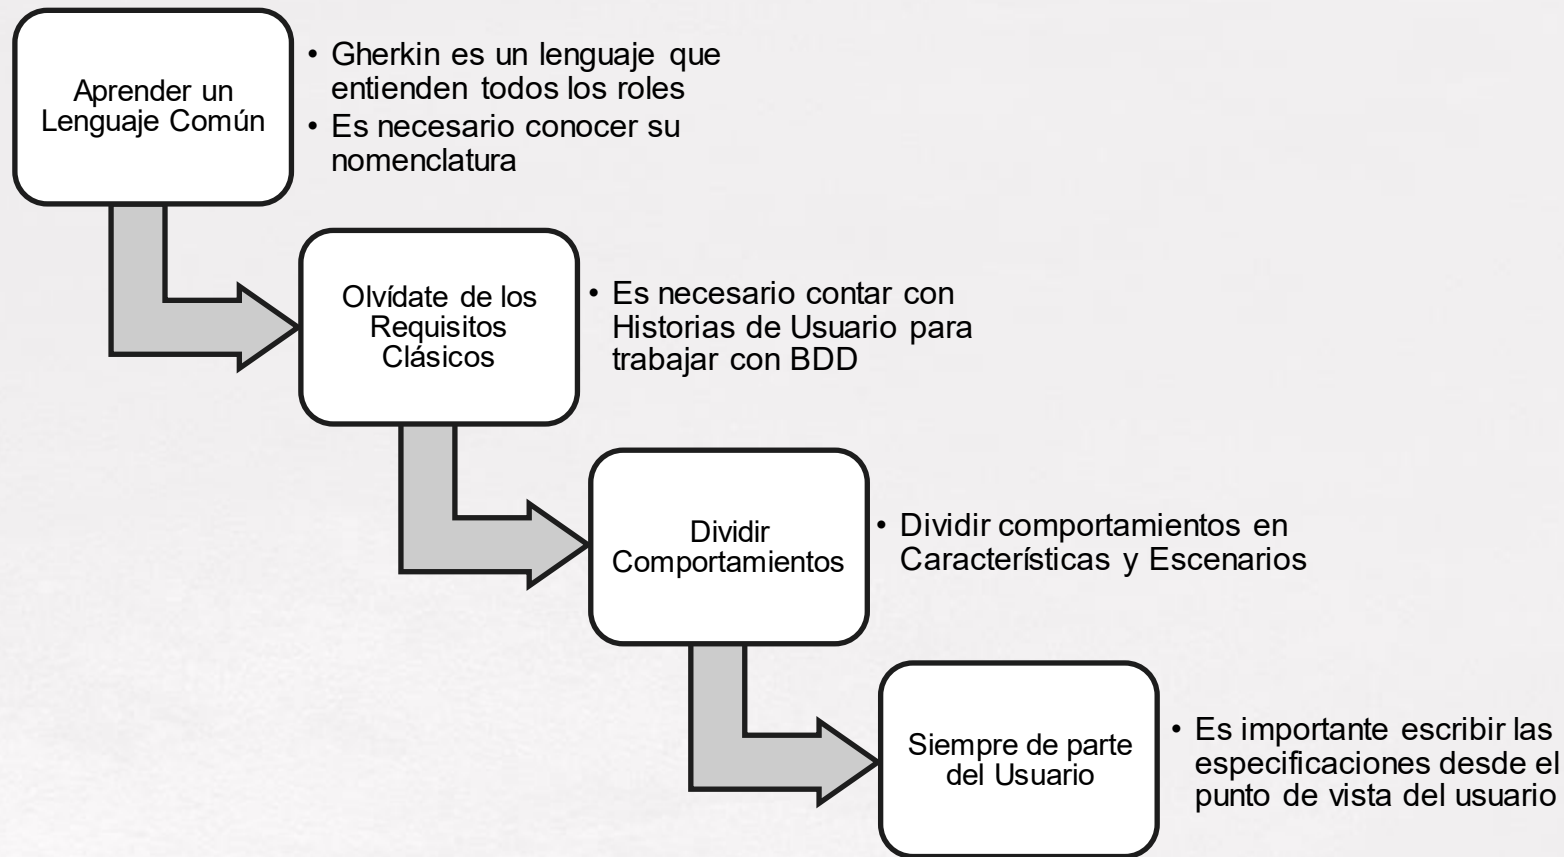 Aprender un
Lenguaje Común
• Gherkin es un lenguaje que
entienden todos los roles
• Es necesario conocer su
nomenclatura
Olvídate de los
Requisitos
Clásicos
• Es necesario contar con
Historias de Usuario para
trabajar con BDD
Dividir
Comportamientos
• Dividir comportamientos en
Características y Escenarios
Siempre de parte
del Usuario
• Es importante escribir las
especificaciones desde el
punto de vista del usuario